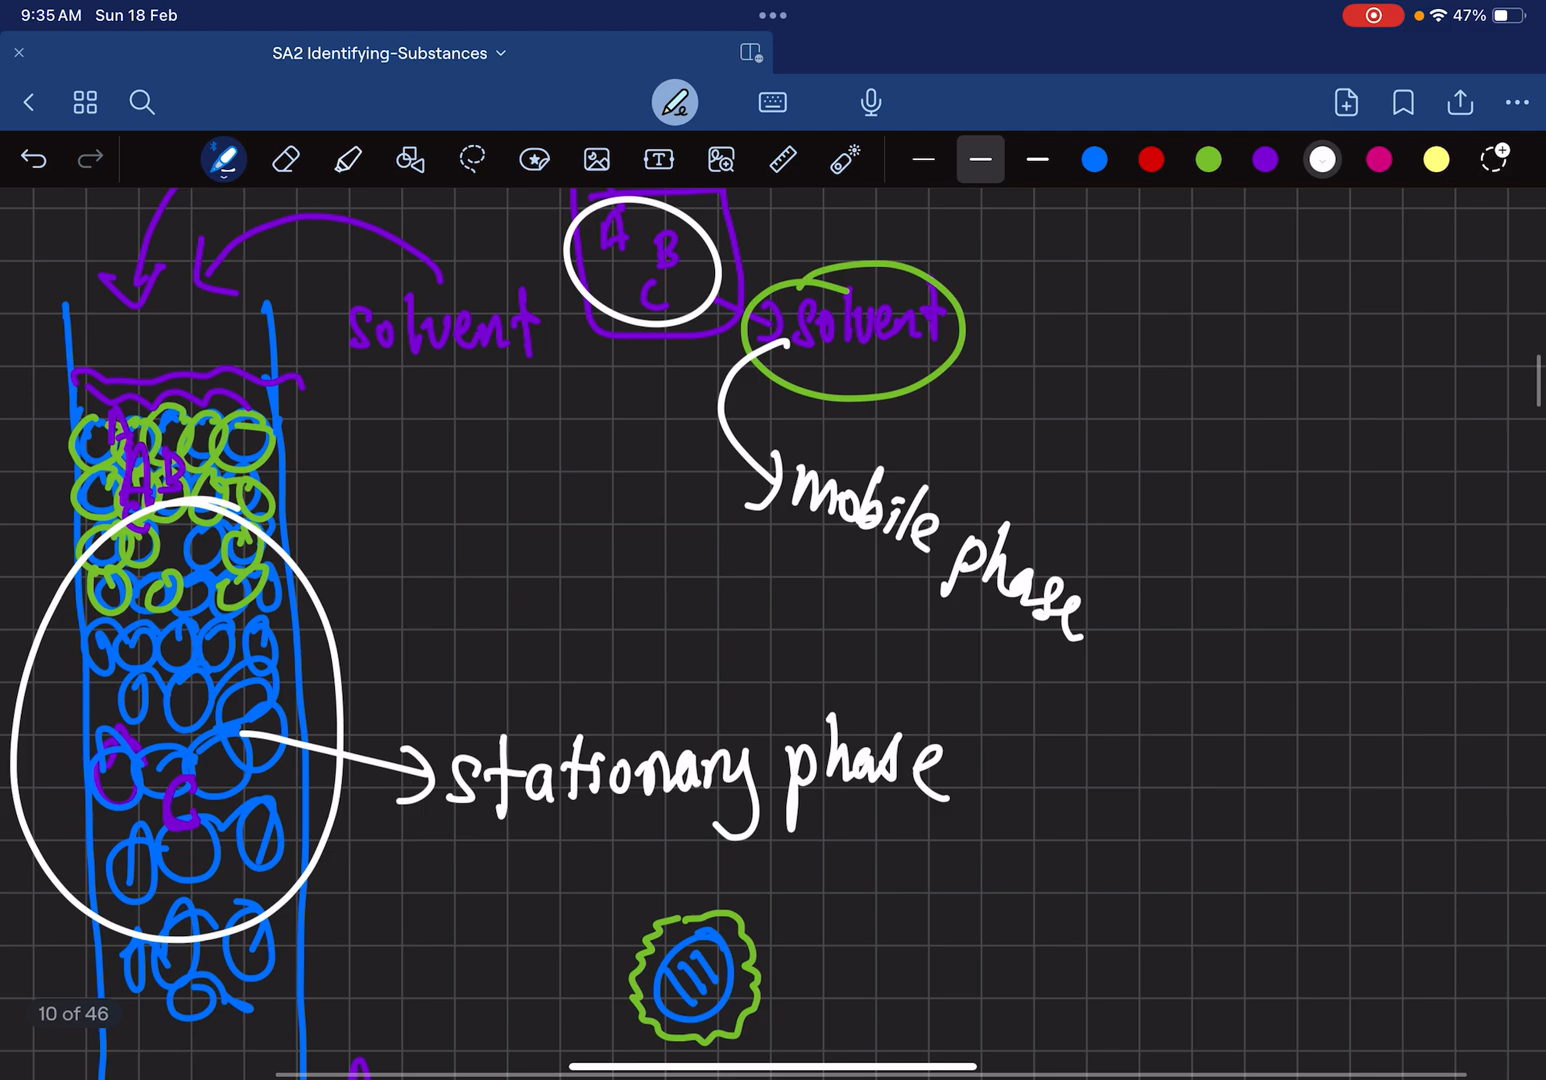 9:35 AM Sun 18 Feb
47%
SA2 Identifying-Substances
A
B
C
solvent
solvent
A
A B
C
mobile phase
stationary phase
C
10 of 46